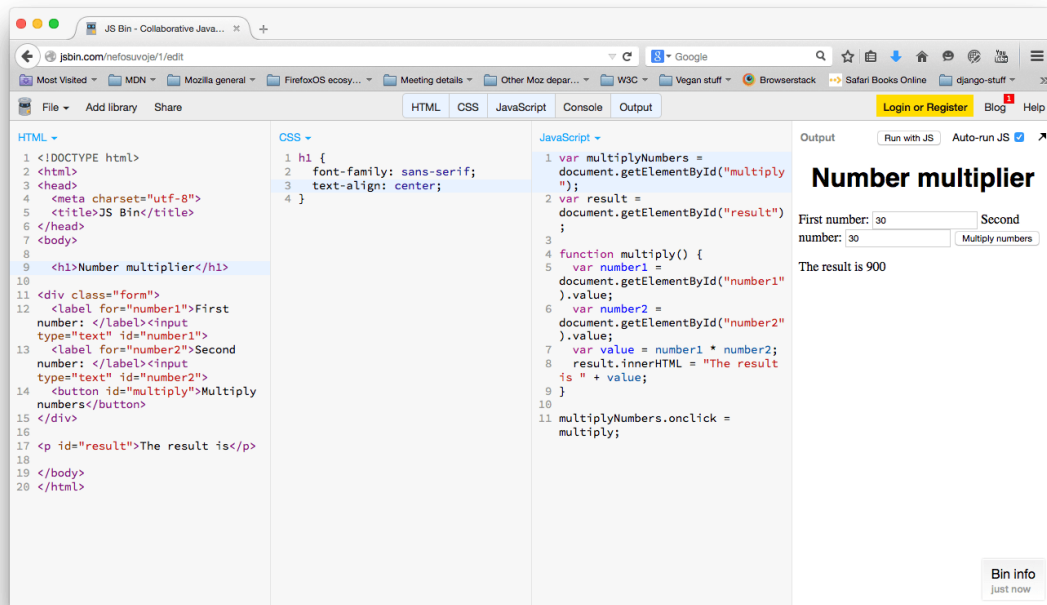 JS Bin - Collaborative Java...
jsbin.com/nefosuvoje/1/edit
Google
Most Visited MDN Mozilla general FirefoxOS ecosy... Meeting details Other Moz depar... W3C Vegan stuff Browserstack Safari Books Online django-stuff
File Add library Share HTML CSS JavaScript Console Output Login or Register Blog 1 Help
HTML
1 <!DOCTYPE html>
2 <html>
3 <head>
4 <meta charset="utf-8">
5 <title>JS Bin</title>
6 </head>
7 <body>
8
9 <h1>Number multiplier</h1>
10
11 <div class="form">
12 <label for="number1">First
number: </label><input
type="text" id="number1">
13 <label for="number2">Second
number: </label><input
type="text" id="number2">
14 <button id="multiply">Multiply
numbers</button>
15 </div>
16
17 <p id="result">The result is</p>
18
19 </body>
20 </html>
CSS
1 h1 {
2 font-family: sans-serif;
3 text-align: center;
4 }
JavaScript
1 var multiplyNumbers =
document.getElementById("multiply
");
2 var result =
document.getElementById("result")
;
3
4 function multiply() {
5 var number1 =
document.getElementById("number1"
).value;
6 var number2 =
document.getElementById("number2"
).value;
7 var value = number1 * number2;
8 result.innerHTML = "The result
is " + value;
9 }
10
11 multiplyNumbers.onclick =
multiply;
Output Run with JS Auto-run JS
Number multiplier
First number: 30 Second
number: 30 Multiply numbers
The result is 900
Bin info
just now